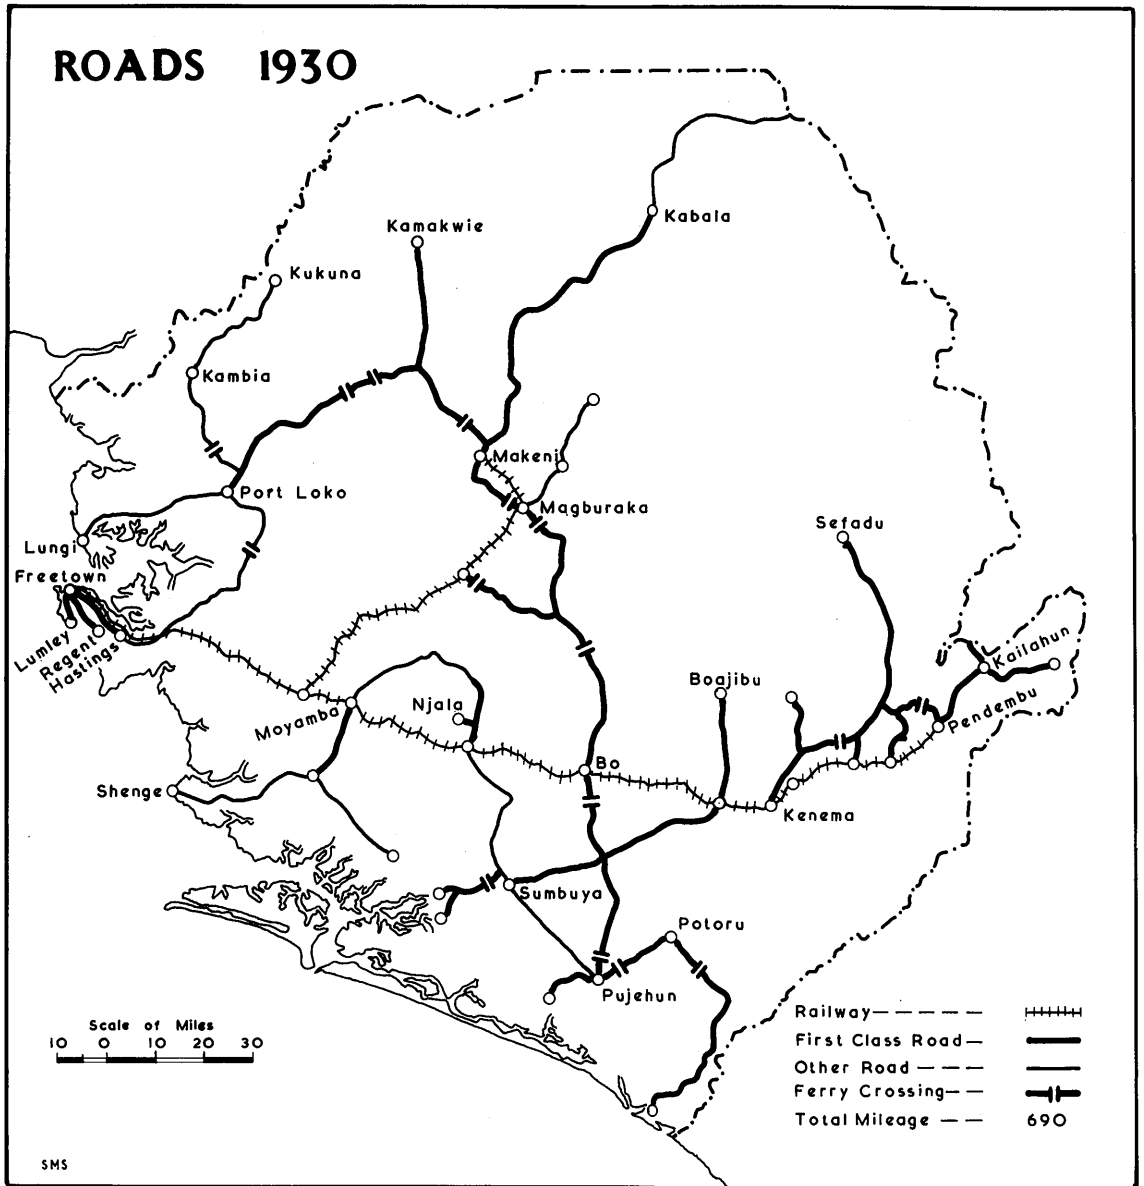 ROADS 1930
Kabala
Kamakwie
Kukuna
Kambia
Makeni
Port Loko
Magburaka
Sefadu
Lungi
Freetown
Lumley
Regent
Hastings
Kailahun
Boajibu
Njala
Moyamba
Pendembu
Bo
Shenge
Kenema
Sumbuya
Potoru
Pujehun
Scale of Miles
10 0 10 20 30
Railway
First Class Road
Other Road
Ferry Crossing
Total Mileage 690
SMS